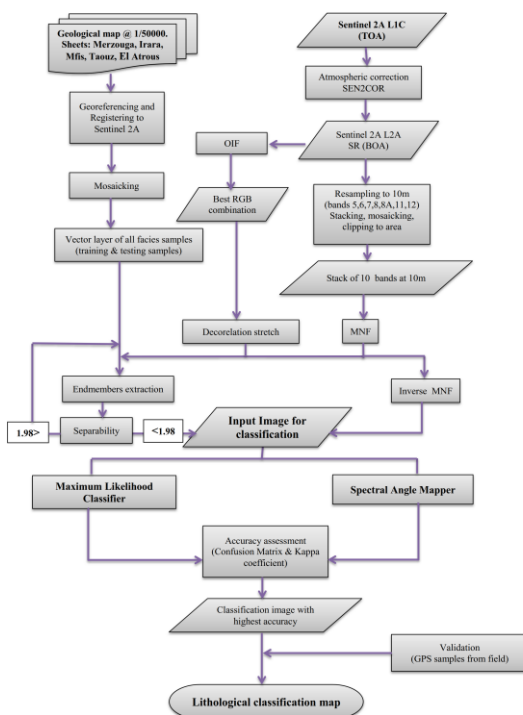 Geological map @ 1/50000.
Sheets: Merzouga, Irara,
Mfis, Taouz, El Atrous
Georeferencing and
Registering to
Sentinel 2A
Mosaicking
Vector layer of all facies samples
(training & testing samples)
Sentinel 2A L1C
(TOA)
Atmospheric correction
SEN2COR
Sentinel 2A L2A
SR (BOA)
OIF
Best RGB
combination
Resampling to 10m
(bands 5,6,7,8,8A,11,12)
Stacking, mosaicking,
clipping to area
Stack of 10 bands at 10m
Decorelation stretch
MNF
Endmembers extraction
Inverse MNF
1.98>
Separability
<1.98
Input Image for
classification
Maximum Likelihood
Classifier
Spectral Angle Mapper
Accuracy assessment
(Confusion Matrix & Kappa
coefficient)
Classification image with
highest accuracy
Validation
(GPS samples from field)
Lithological classification map